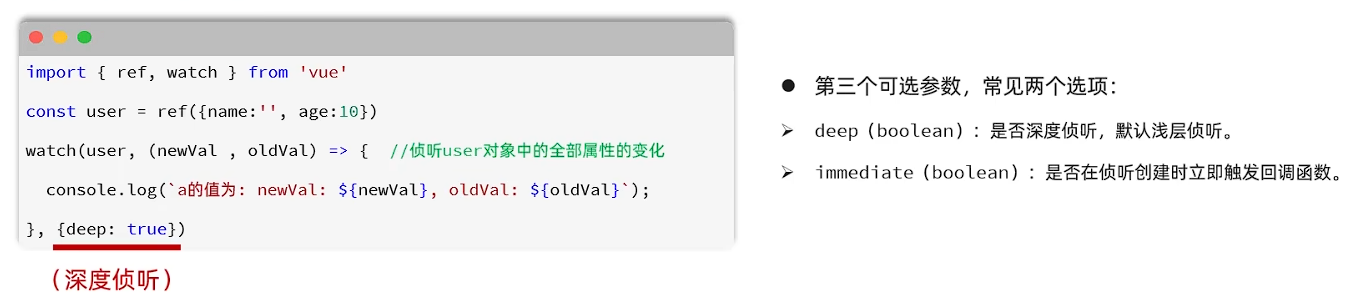 import { ref, watch } from 'vue'
const user = ref({name:'', age:10})
watch(user, (newVal , oldVal) => {  //侦听user对象中的全部属性的变化
  console.log(`a的值为: newVal: ${newVal}, oldVal: ${oldVal}`);
}, {deep: true})
（深度侦听）
● 第三个可选参数，常见两个选项：
➢ deep（boolean）：是否深度侦听，默认浅层侦听。
➢ immediate（boolean）：是否在侦听创建时立即触发回调函数。